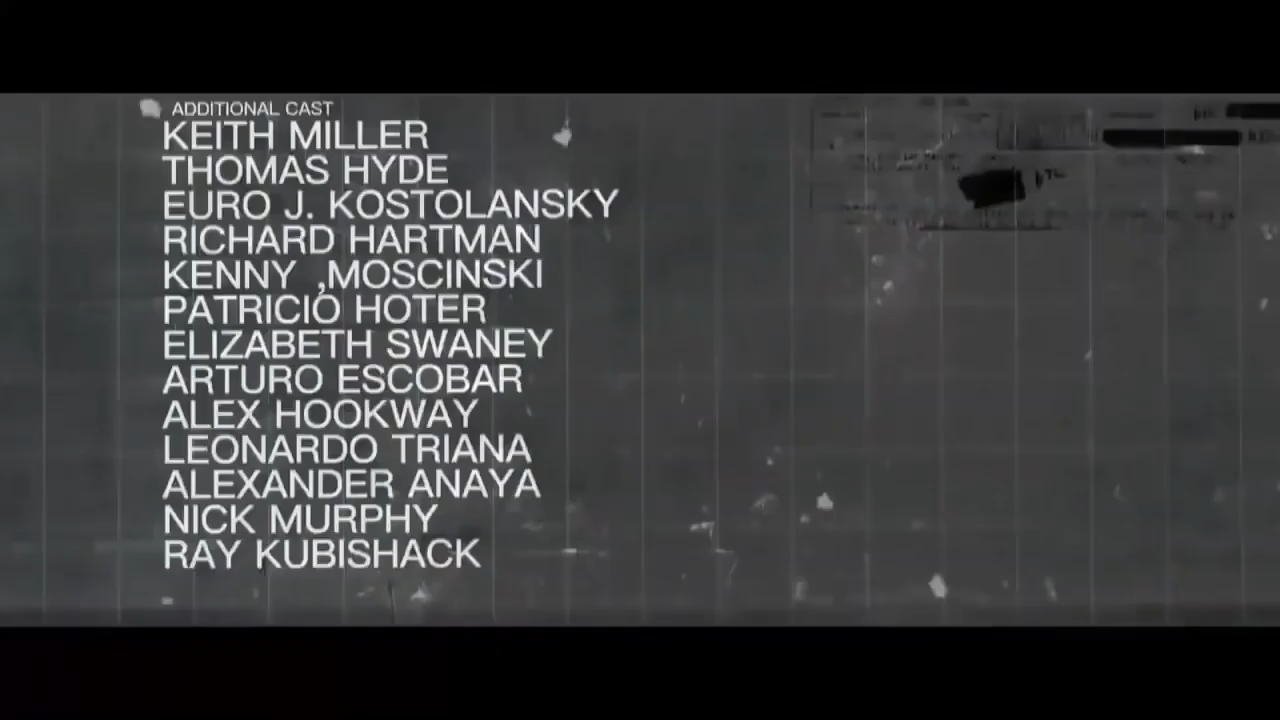 ADDITIONAL CAST
KEITH MILLER
THOMAS HYDE
EURO J. KOSTOLANSKY
RICHARD HARTMAN
KENNY ,MOSCINSKI
PATRICIO HOTER
ELIZABETH SWANEY
ARTURO ESCOBAR
ALEX HOOKWAY
LEONARDO TRIANA
ALEXANDER ANAYA
NICK MURPHY
RAY KUBISHACK